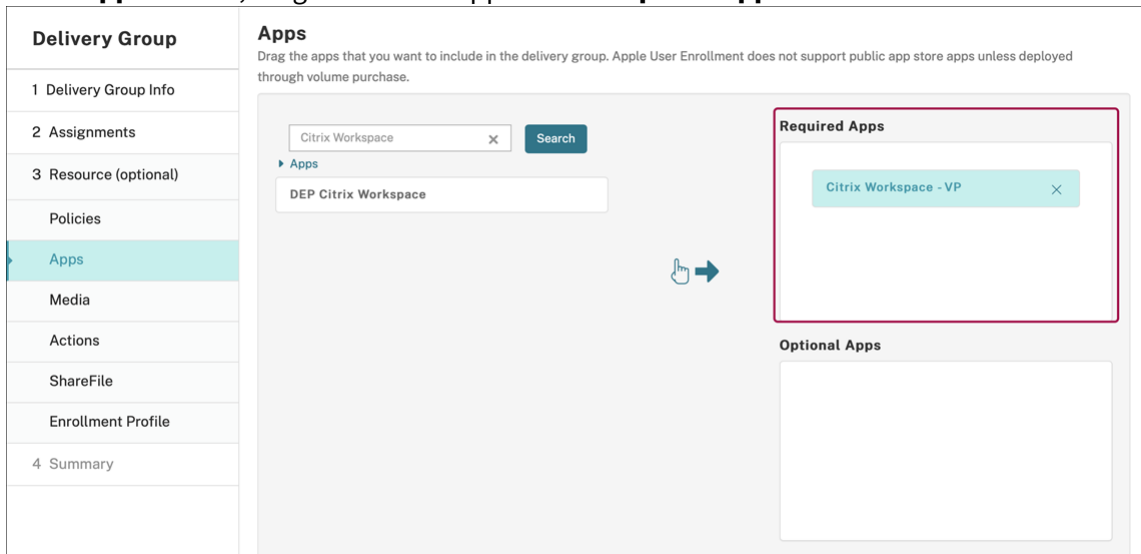 Delivery Group
1 Delivery Group Info
2 Assignments
3 Resource (optional)
Policies
Apps
Media
Actions
ShareFile
Enrollment Profile
4 Summary
Apps
Drag the apps that you want to include in the delivery group. Apple User Enrollment does not support public app store apps unless deployed
through volume purchase.
Citrix Workspace
Search
Apps
DEP Citrix Workspace
Required Apps
Citrix Workspace - VP
Optional Apps